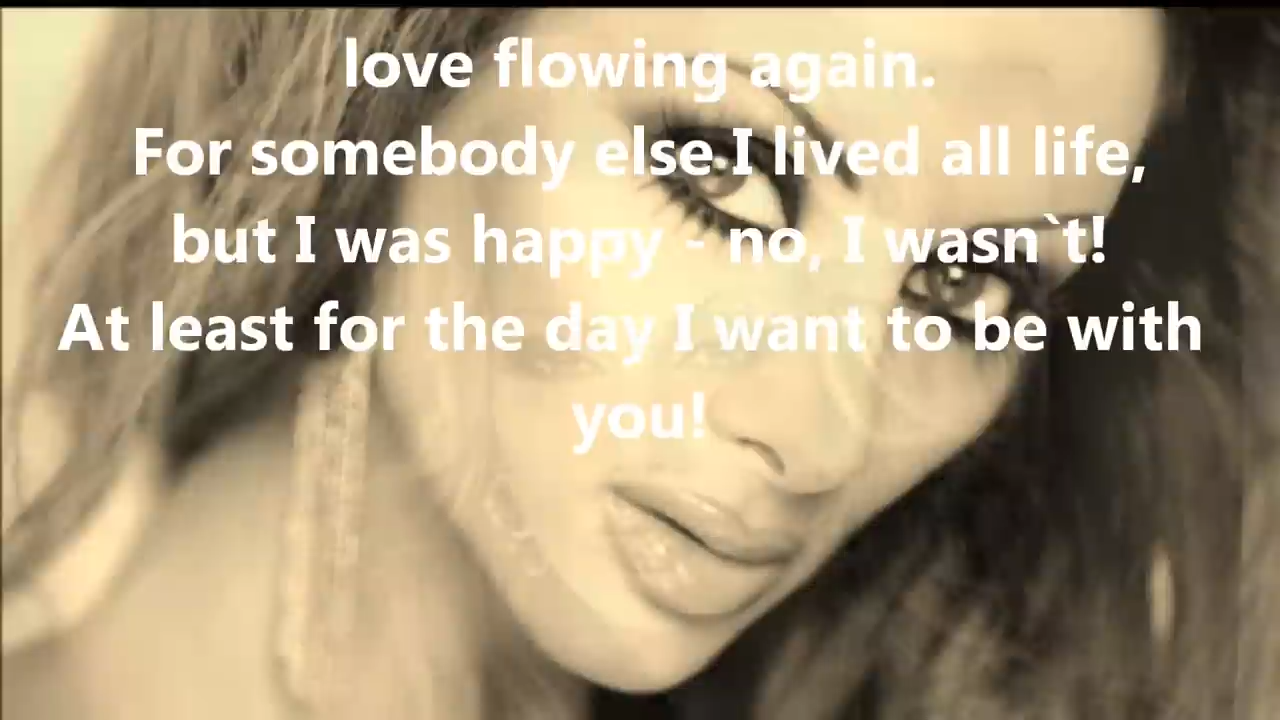 love flowing again.
For somebody else I lived all life,
but I was happy - no, I wasn`t!
At least for the day I want to be with
you!